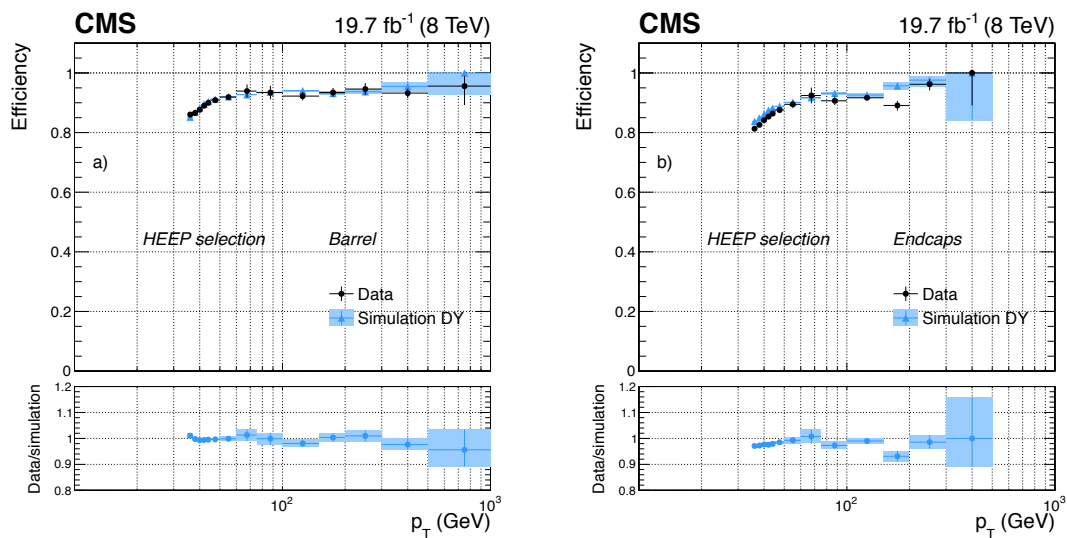 CMS 19.7 fb⁻¹ (8 TeV)
Efficiency
1
0.8
a)
0.6
HEEP selection Barrel
0.4
Data
0.2
Simulation DY
0
Data/simulation
1.2
1.1
1.0
0.9
0.8
10² 10³
p_T (GeV)
CMS 19.7 fb⁻¹ (8 TeV)
Efficiency
1
0.8
b)
0.6
HEEP selection Endcaps
0.4
Data
0.2
Simulation DY
0
Data/simulation
1.2
1.1
1.0
0.9
0.8
10² 10³
p_T (GeV)